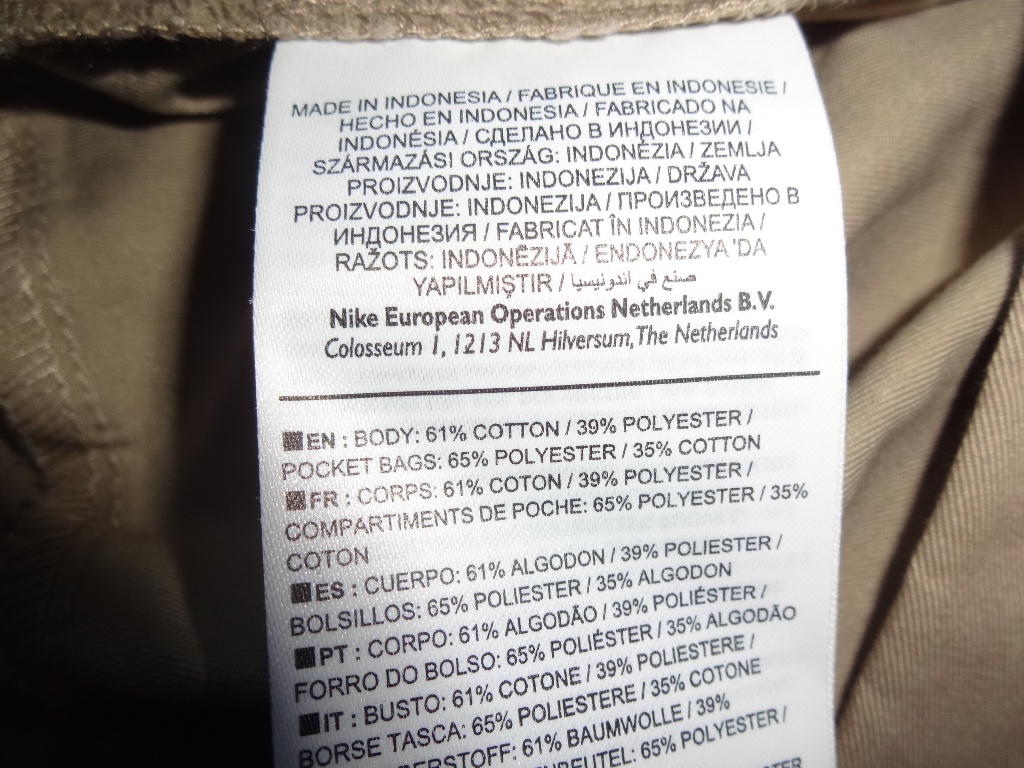 MADE IN INDONESIA / FABRIQUE EN INDONESIE /
HECHO EN INDONESIA / FABRICADO NA
INDONÉSIA / СДЕЛАНО В ИНДОНЕЗИИ /
SZÁRMAZÁSI ORSZÁG: INDONÉZIA / ZEMLJA
PROIZVODNJE: INDONEZIJA / DRŽAVA
PROIZVODNJE: INDONEZIJA / ПРОИЗВЕДЕНО В
ИНДОНЕЗИЯ / FABRICAT ÎN INDONEZIA /
RAŽOTS: INDONĒZIJĀ / ENDONEZYA'DA
YAPILMIŞTIR / صنع في اندونيسيا
Nike European Operations Netherlands B.V.
Colosseum 1, 1213 NL Hilversum, The Netherlands
EN : BODY: 61% COTTON / 39% POLYESTER /
POCKET BAGS: 65% POLYESTER / 35% COTTON
FR : CORPS: 61% COTON / 39% POLYESTER /
COMPARTIMENTS DE POCHE: 65% POLYESTER / 35%
COTON
ES : CUERPO: 61% ALGODON / 39% POLIESTER /
BOLSILLOS: 65% POLIESTER / 35% ALGODON
PT : CORPO: 61% ALGODÃO / 39% POLIÉSTER /
FORRO DO BOLSO: 65% POLIÉSTER / 35% ALGODÃO
IT : BUSTO: 61% COTONE / 39% POLIESTERE /
BORSE TASCA: 65% POLIESTERE / 35% COTONE
61% BAUMWOLLE / 39%
65% POLYESTER /